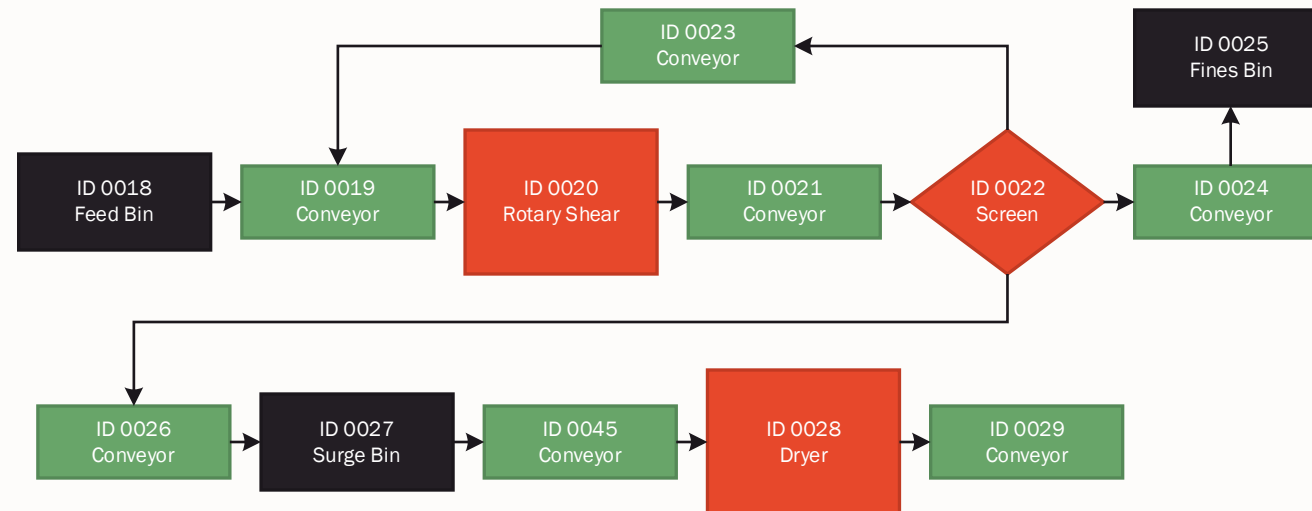 ID 0023
Conveyor
ID 0025
Fines Bin
ID 0018
Feed Bin
ID 0019
Conveyor
ID 0020
Rotary Shear
ID 0021
Conveyor
ID 0022
Screen
ID 0024
Conveyor
ID 0026
Conveyor
ID 0027
Surge Bin
ID 0045
Conveyor
ID 0028
Dryer
ID 0029
Conveyor